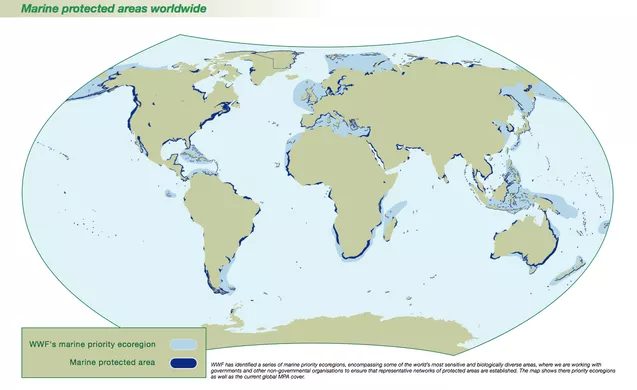 Marine protected areas worldwide
WWF's marine priority ecoregion
Marine protected area
WWF has identified a series of marine priority ecoregions, encompassing some of the world's most sensitive and biologically diverse areas, where we are working with
governments and other non-governmental organisations to ensure that representative networks of protected areas are established. The map shows there priority ecoregions
as well as the current global MPA cover.